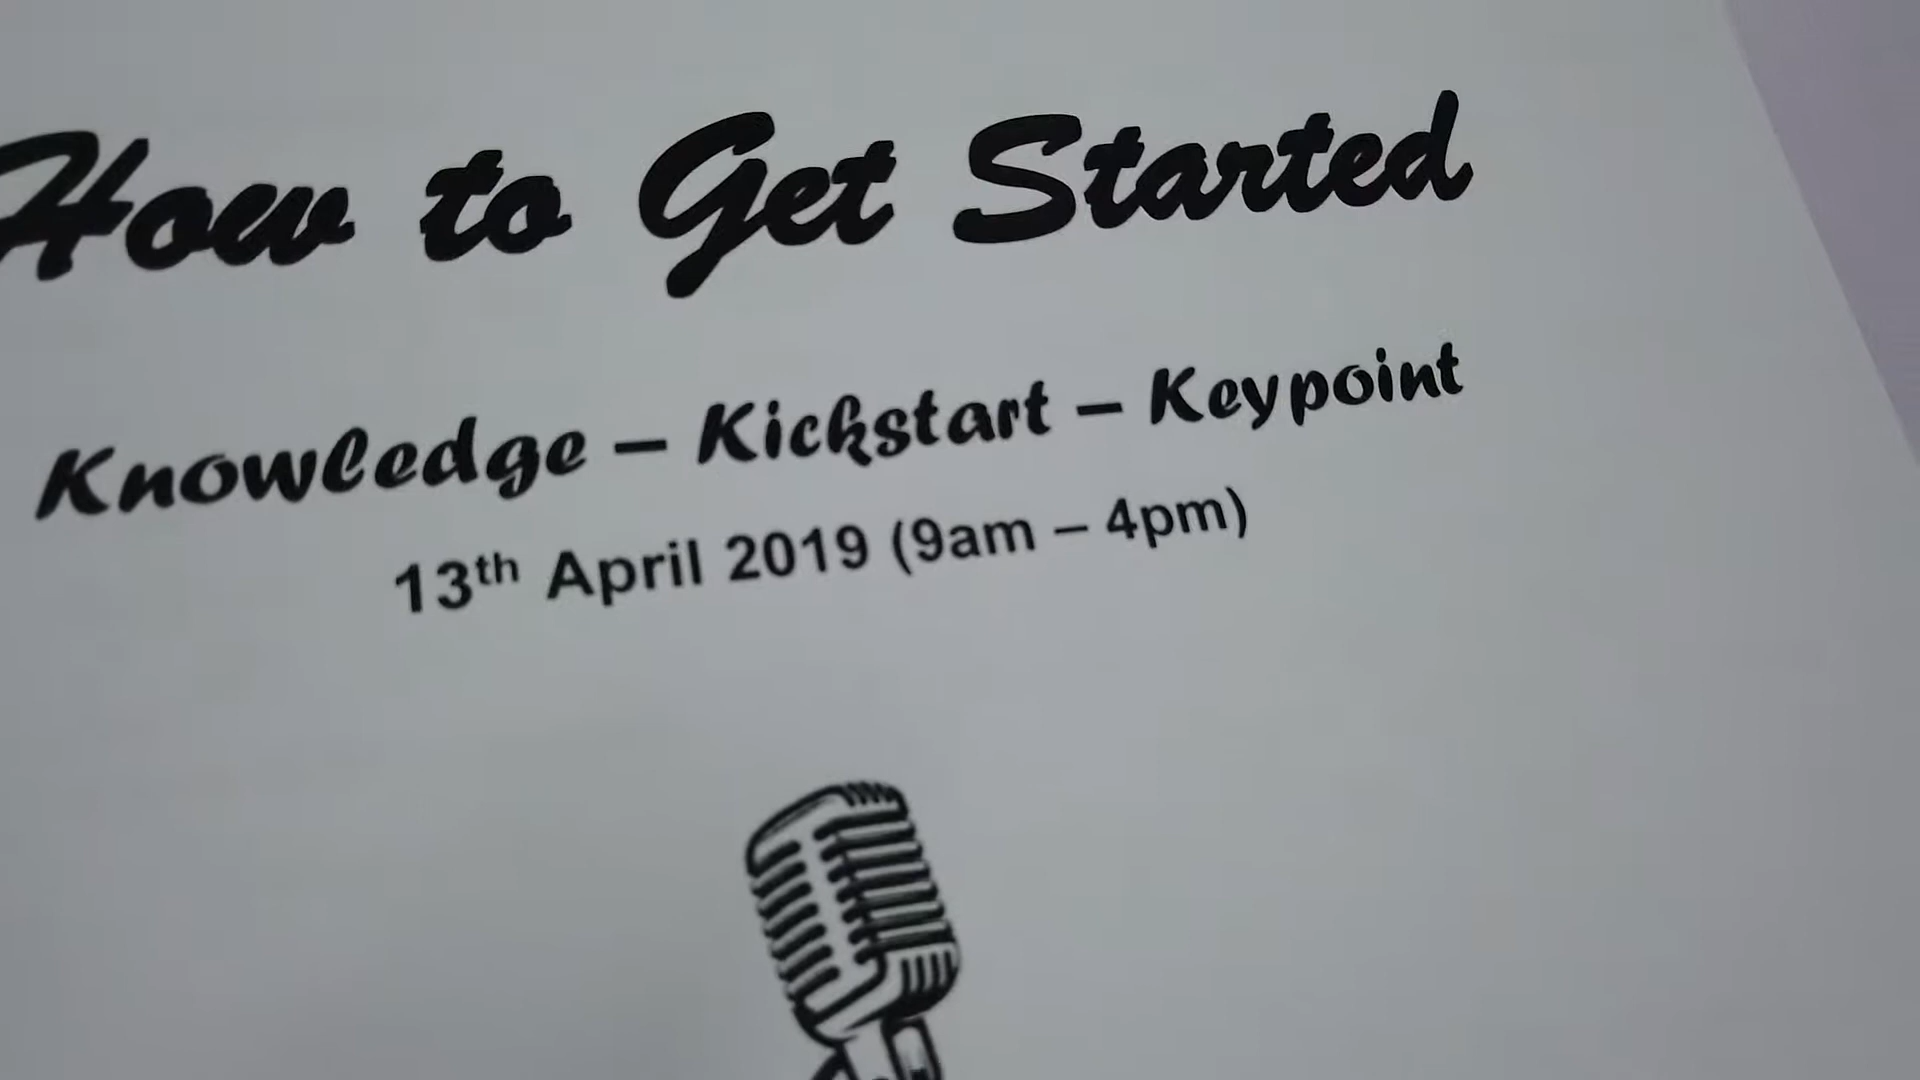 How to Get Started
Knowledge – Kickstart – Keypoint
13th April 2019 (9am – 4pm)